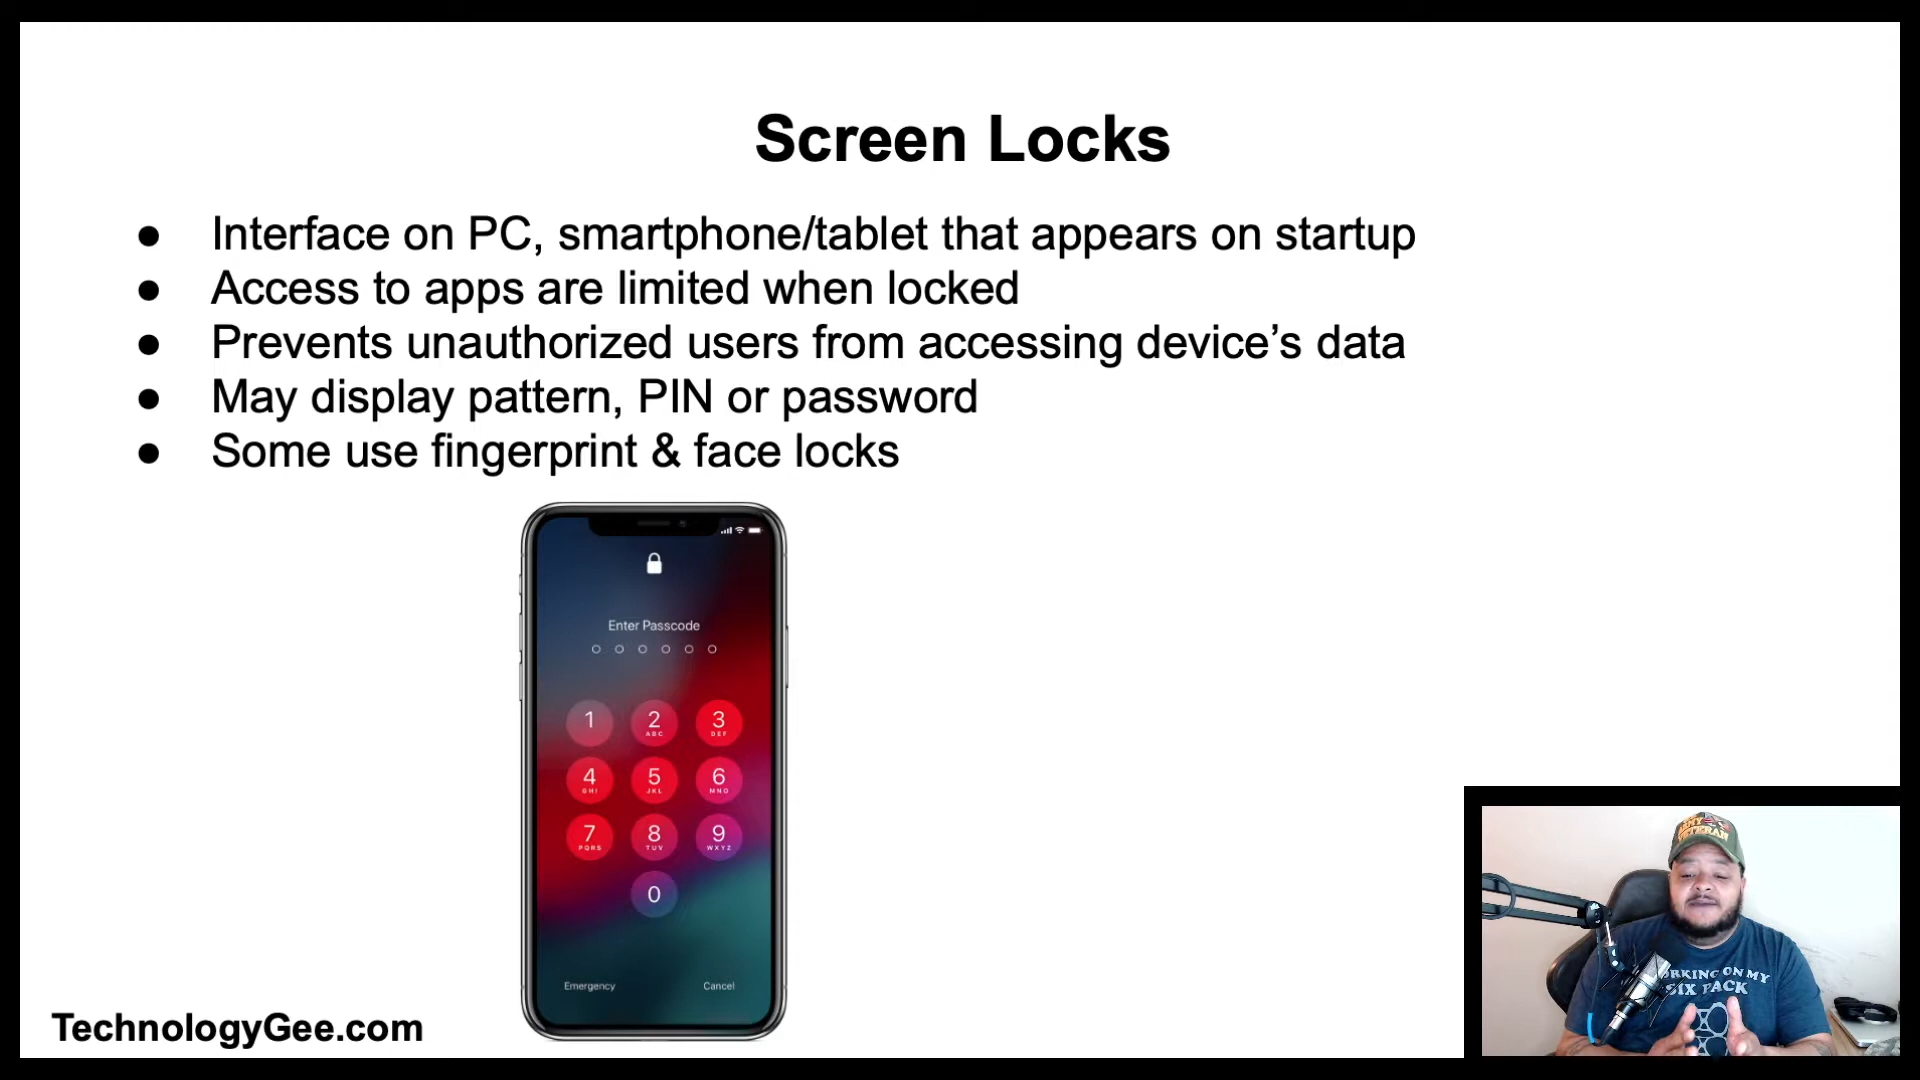 Screen Locks
● Interface on PC, smartphone/tablet that appears on startup
● Access to apps are limited when locked
● Prevents unauthorized users from accessing device’s data
● May display pattern, PIN or password
● Some use fingerprint & face locks
Enter Passcode
1 2 3
ABC DEF
4 5 6
GHI JKL MNO
7 8 9
PQRS TUV WXYZ
0
Emergency Cancel
TechnologyGee.com
ARMY
VETERAN
ON MY
SIX PACK